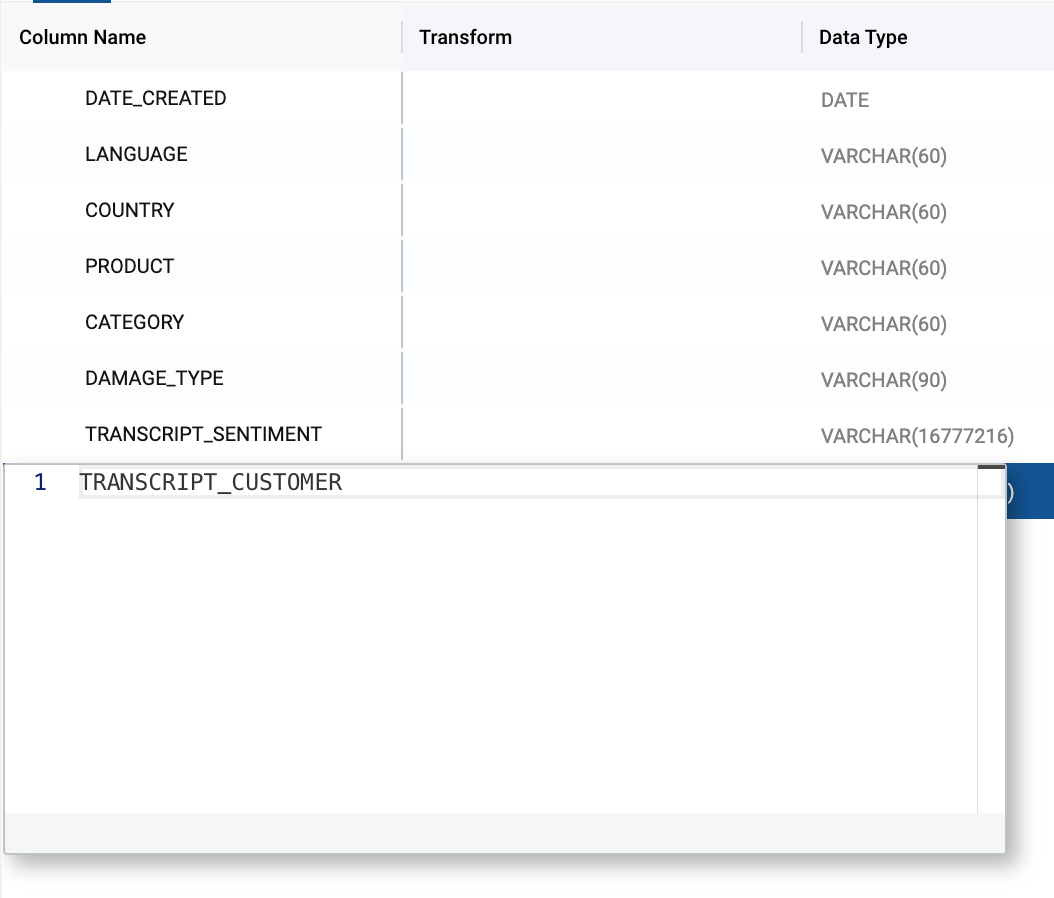 Column Name Transform Data Type
DATE_CREATED DATE
LANGUAGE VARCHAR(60)
COUNTRY VARCHAR(60)
PRODUCT VARCHAR(60)
CATEGORY VARCHAR(60)
DAMAGE_TYPE VARCHAR(90)
TRANSCRIPT_SENTIMENT VARCHAR(16777216)
1 TRANSCRIPT_CUSTOMER )